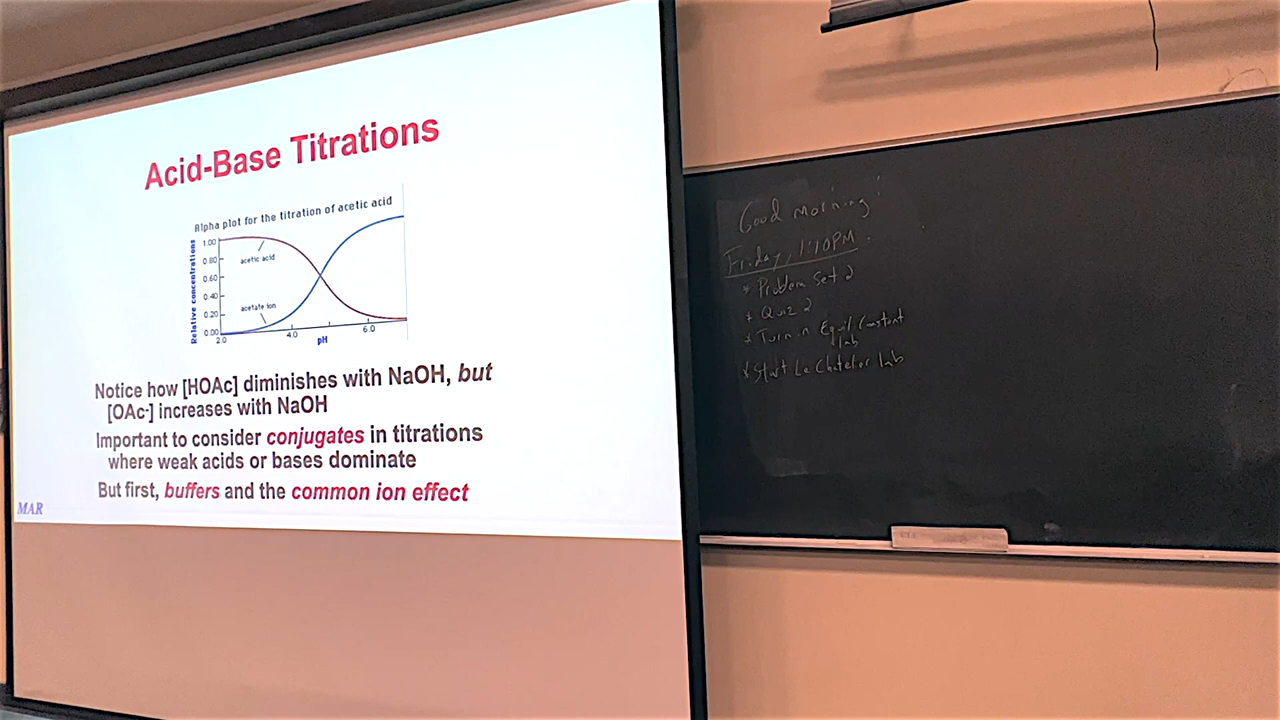 Acid-Base Titrations
Alpha plot for the titration of acetic acid
Relative concentrations
1.00
0.80
0.60
0.40
0.20
0.00
acetic acid
acetate ion
2.0
4.0
6.0
pH
Notice how [HOAc] diminishes with NaOH, but
[OAc-] increases with NaOH
Important to consider conjugates in titrations
where weak acids or bases dominate
But first, buffers and the common ion effect
MAR
Good morning!
Friday, 1:10PM.
* Problem Set 2
* Quiz 2
* Turn in Equil Constant
lab
* Start Le Chatelier lab